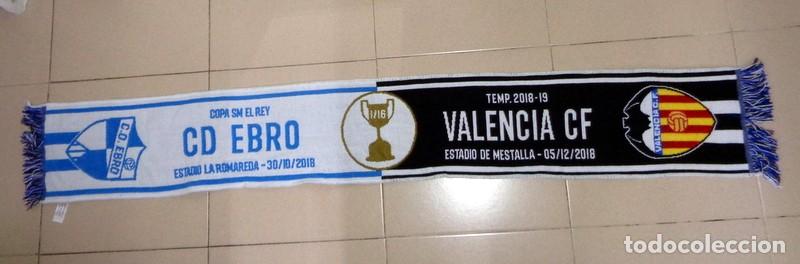 COPA SM EL REY
CD EBRO
ESTADIO LA ROMAREDA - 30/10/2018
C.D. EBRO
1/16
TEMP. 2018-19
VALENCIA CF
ESTADIO DE MESTALLA - 05/12/2018
VALENCIA C.F.
todocoleccion